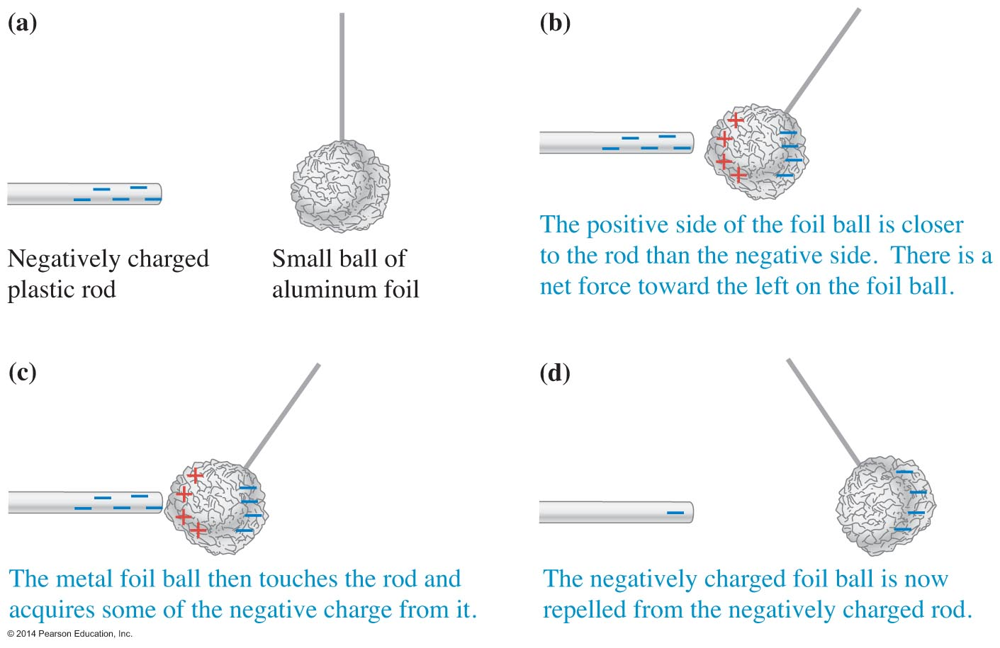 (a)
Negatively charged
plastic rod
Small ball of
aluminum foil
(b)
The positive side of the foil ball is closer
to the rod than the negative side. There is a
net force toward the left on the foil ball.
(c)
The metal foil ball then touches the rod and
acquires some of the negative charge from it.
(d)
The negatively charged foil ball is now
repelled from the negatively charged rod.
© 2014 Pearson Education, Inc.